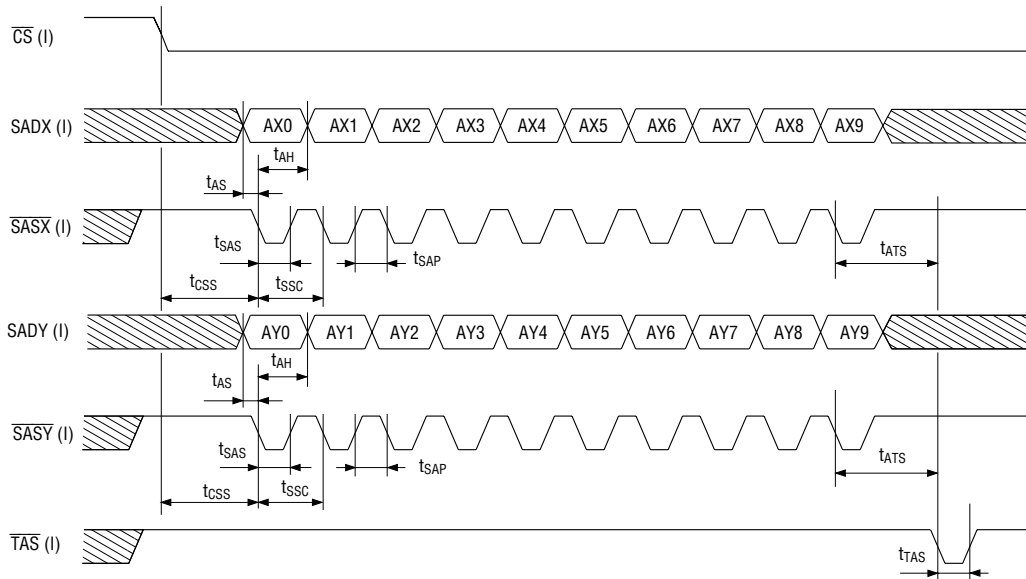 CS (I)
SADX (I) AX0 AX1 AX2 AX3 AX4 AX5 AX6 AX7 AX8 AX9
tAH
tAS
SASX (I)
tSAS tSAP tATS
tCSS tSSC
SADY (I) AY0 AY1 AY2 AY3 AY4 AY5 AY6 AY7 AY8 AY9
tAH
tAS
SASY (I)
tSAS tSAP tATS
tCSS tSSC
TAS (I)
tTAS